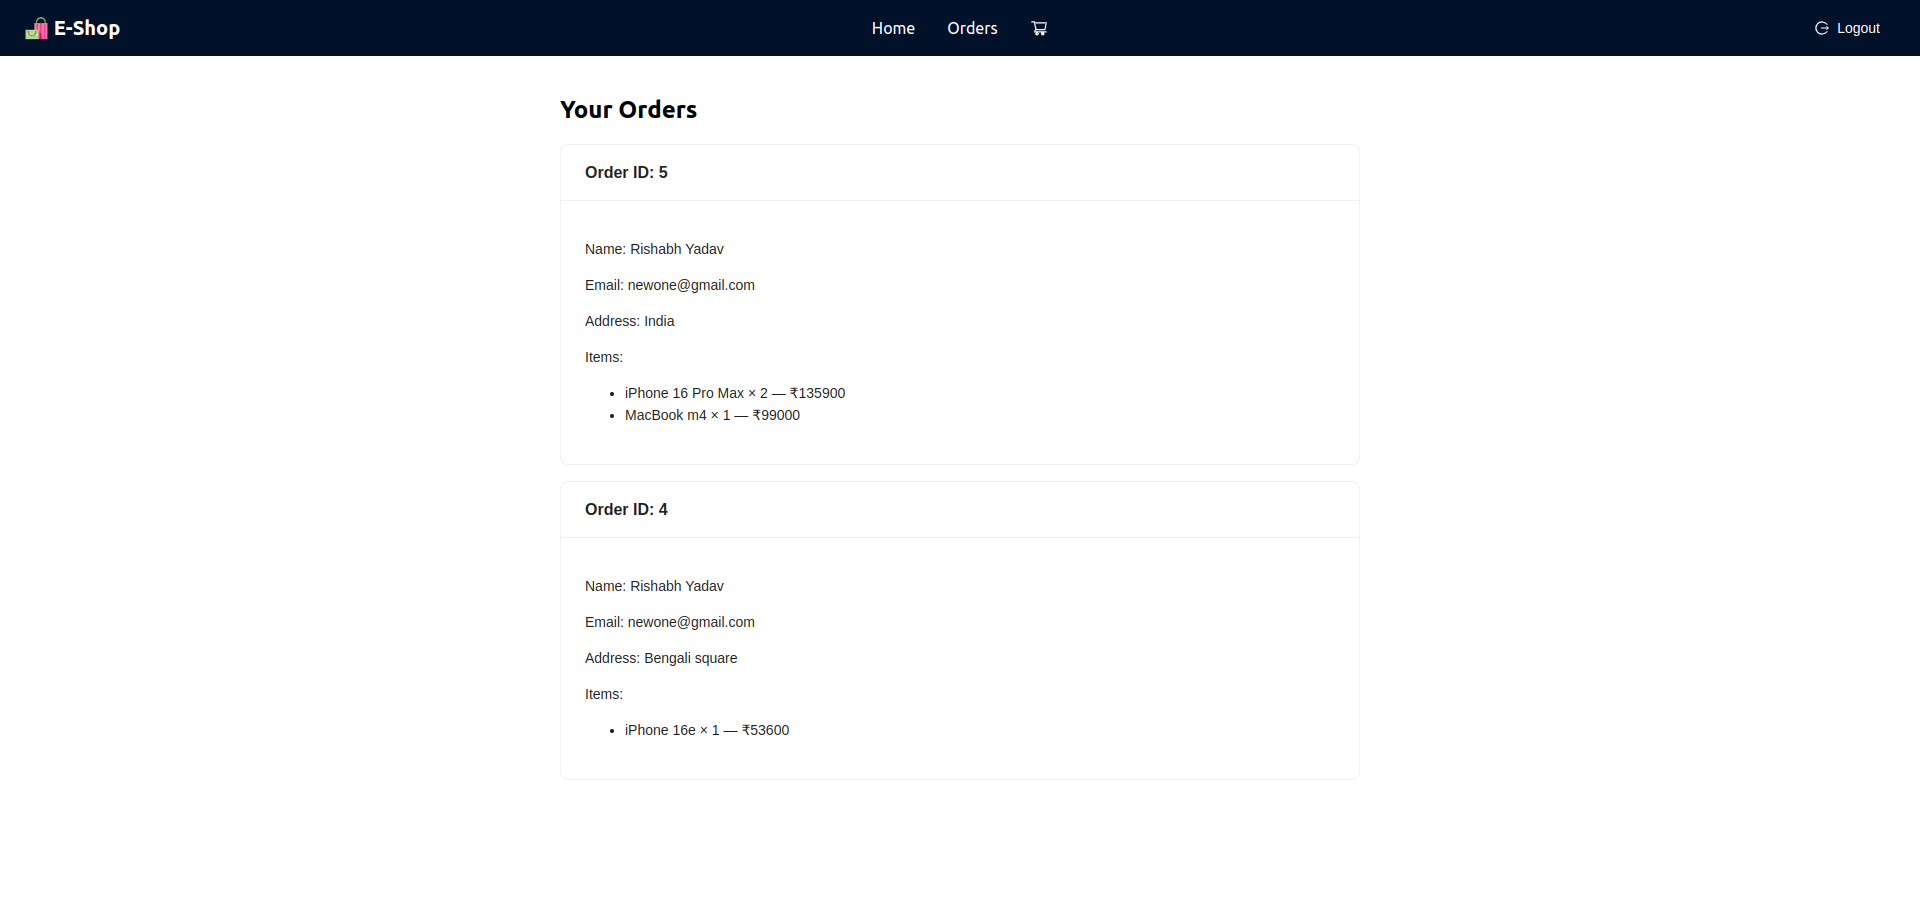 E-Shop
Home Orders
Logout
Your Orders
Order ID: 5
Name: Rishabh Yadav
Email: newone@gmail.com
Address: India
Items:
• iPhone 16 Pro Max × 2 — ₹135900
• MacBook m4 × 1 — ₹99000
Order ID: 4
Name: Rishabh Yadav
Email: newone@gmail.com
Address: Bengali square
Items:
• iPhone 16e × 1 — ₹53600